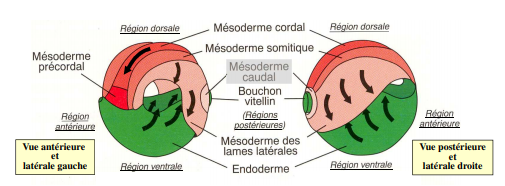 Région dorsale
Mésoderme cordal
Région dorsale
Mésoderme somitique
Mésoderme
précordal
Mésoderme
caudal
Bouchon
vitellin
(Régions
postérieures)
Région
antérieure
Région
antérieure
Mésoderme des
lames latérales
Vue antérieure
et
latérale gauche
Région ventrale
Endoderme
Région ventrale
Vue postérieure
et
latérale droite